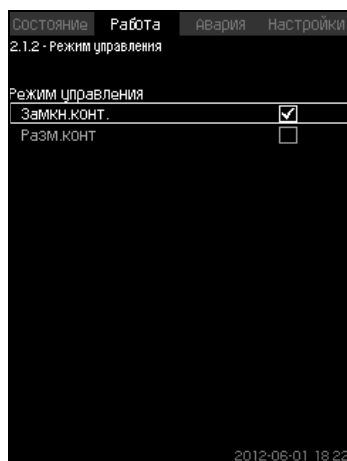 Состояние Работа Авария Настройки
2.1.2 - Режим управления
Режим управления
Замкн.конт.
Разм.конт
2012-06-01 18:22